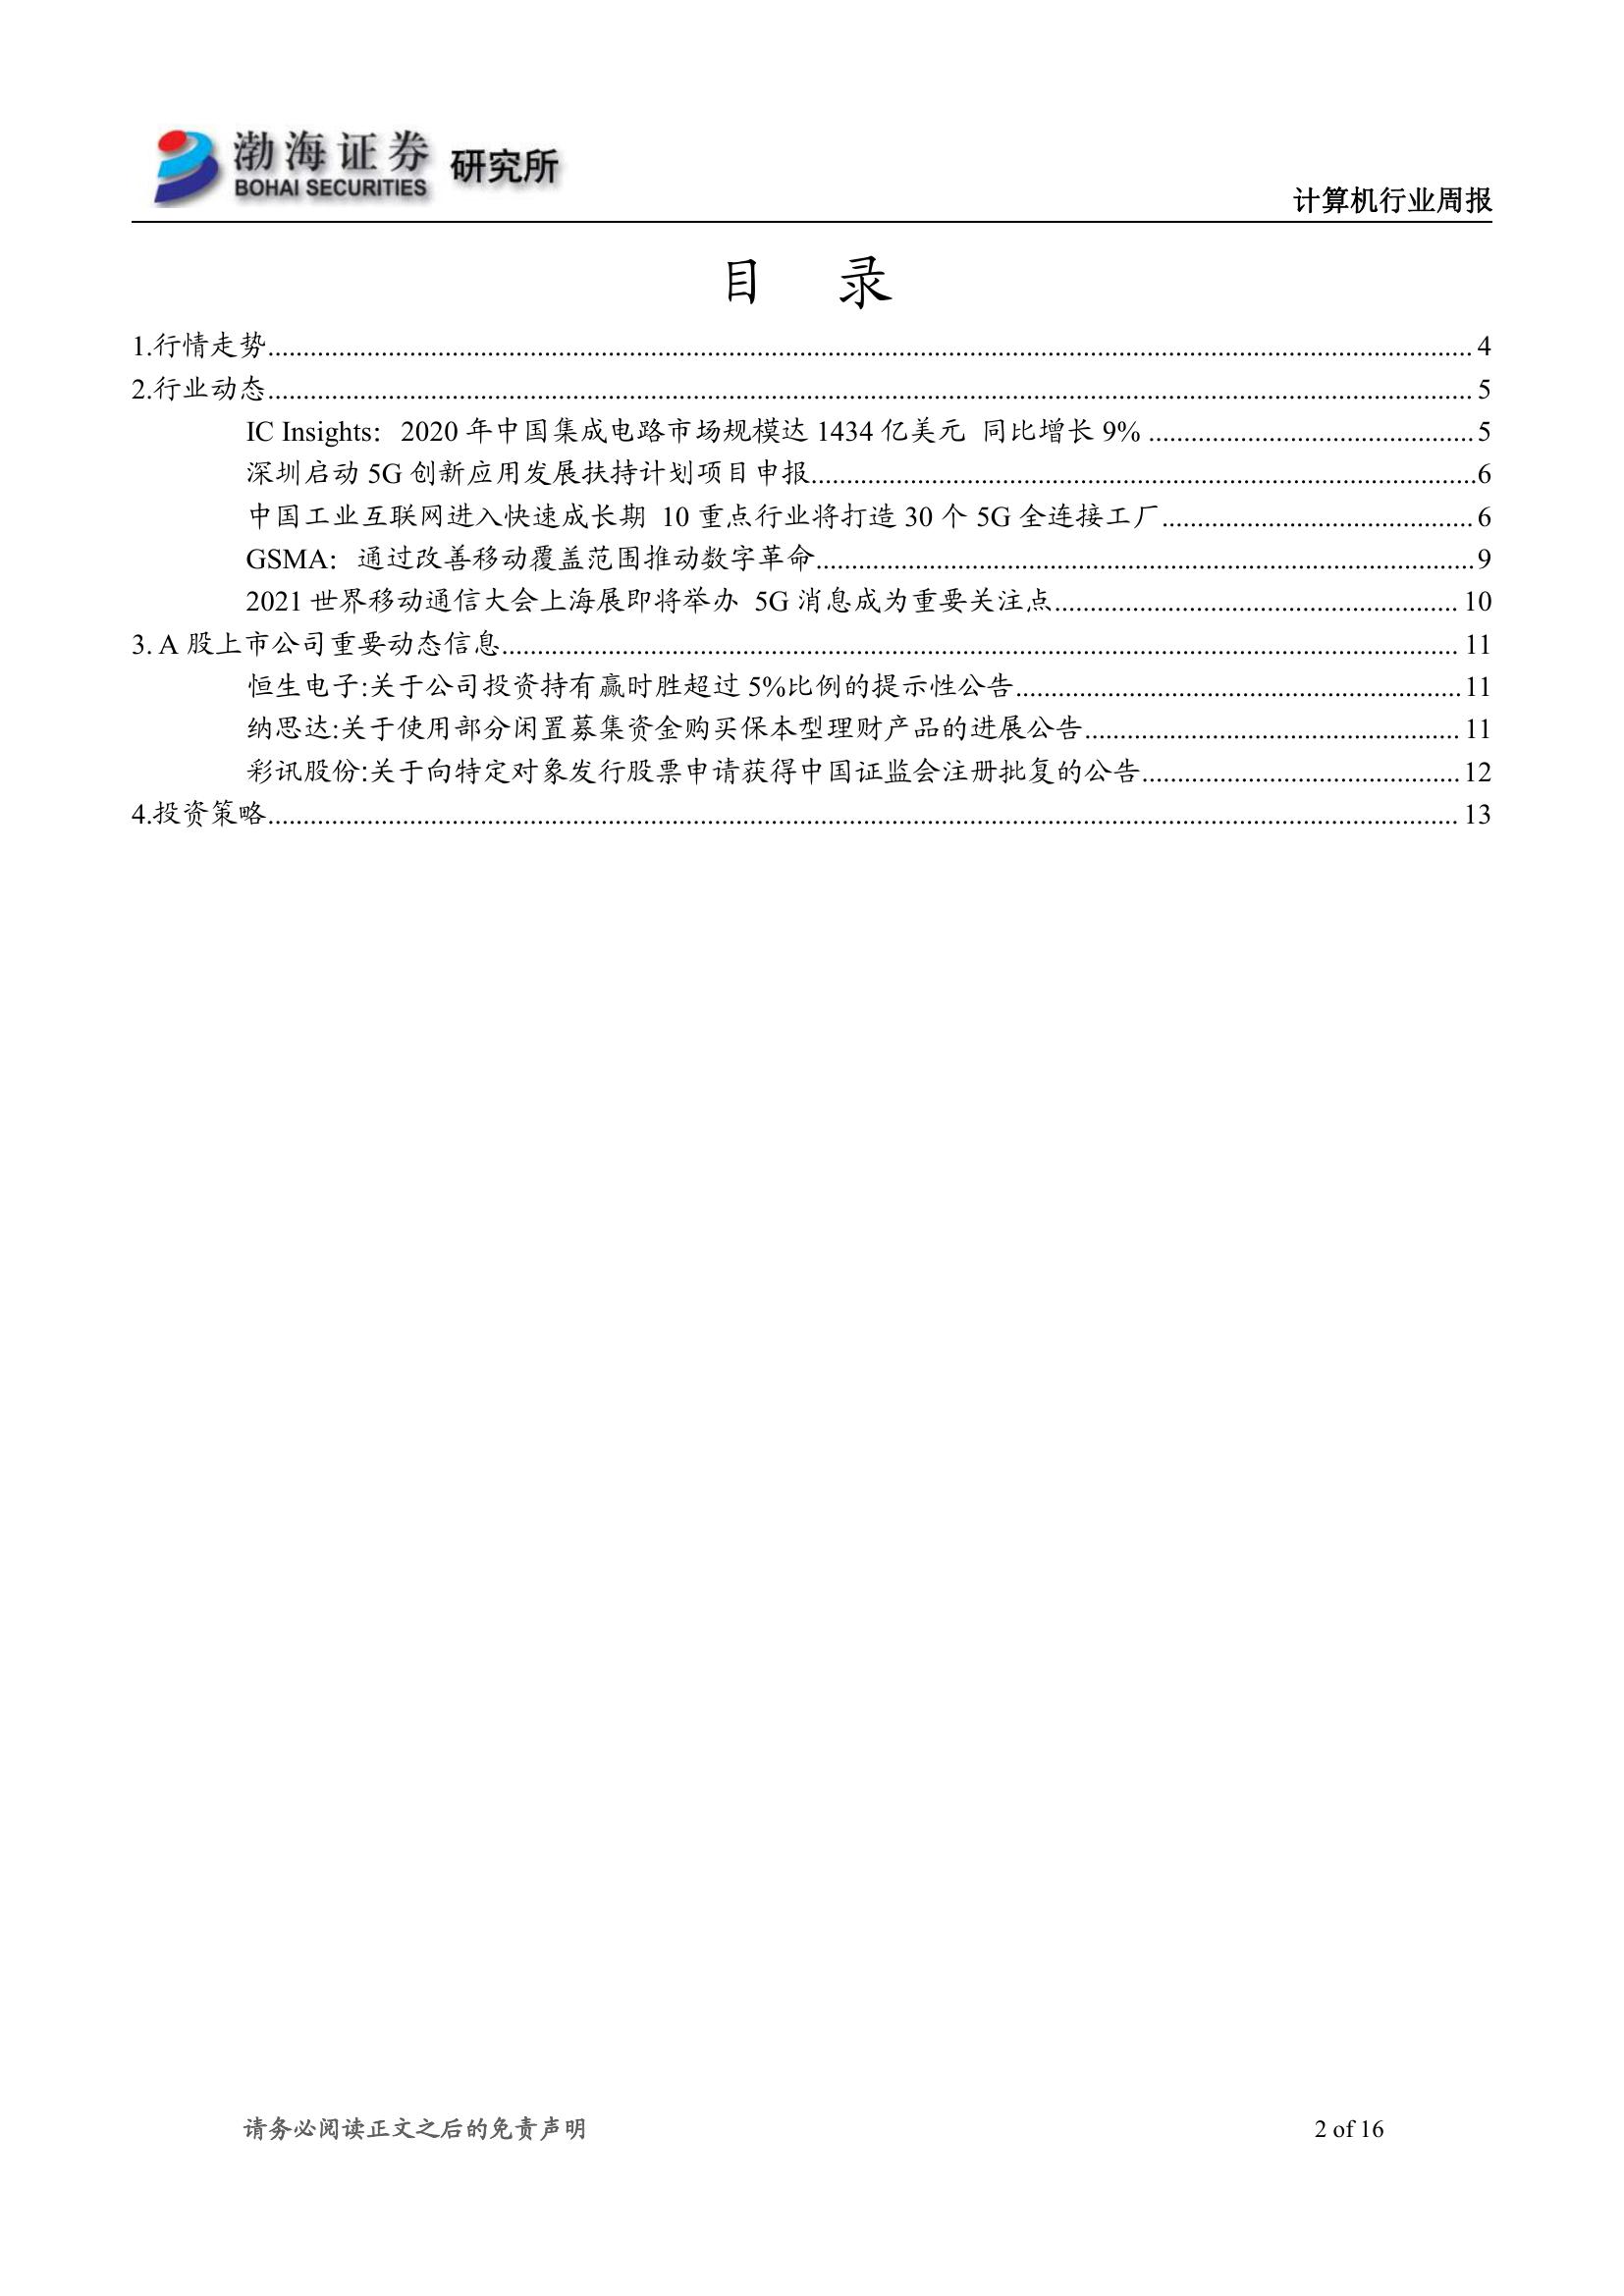 渤海证券 研究所
BOHAI SECURITIES
计算机行业周报
目 录
1.行情走势........ 4
2.行业动态........ 5
IC Insights：2020 年中国集成电路市场规模达 1434 亿美元 同比增长 9% ........ 5
深圳启动 5G 创新应用发展扶持计划项目申报........6
中国工业互联网进入快速成长期 10 重点行业将打造 30 个 5G 全连接工厂........ 6
GSMA：通过改善移动覆盖范围推动数字革命........9
2021 世界移动通信大会上海展即将举办 5G 消息成为重要关注点........ 10
3. A 股上市公司重要动态信息........ 11
恒生电子:关于公司投资持有赢时胜超过 5%比例的提示性公告........11
纳思达:关于使用部分闲置募集资金购买保本型理财产品的进展公告........ 11
彩讯股份:关于向特定对象发行股票申请获得中国证监会注册批复的公告........12
4.投资策略........ 13
请务必阅读正文之后的免责声明
2 of 16